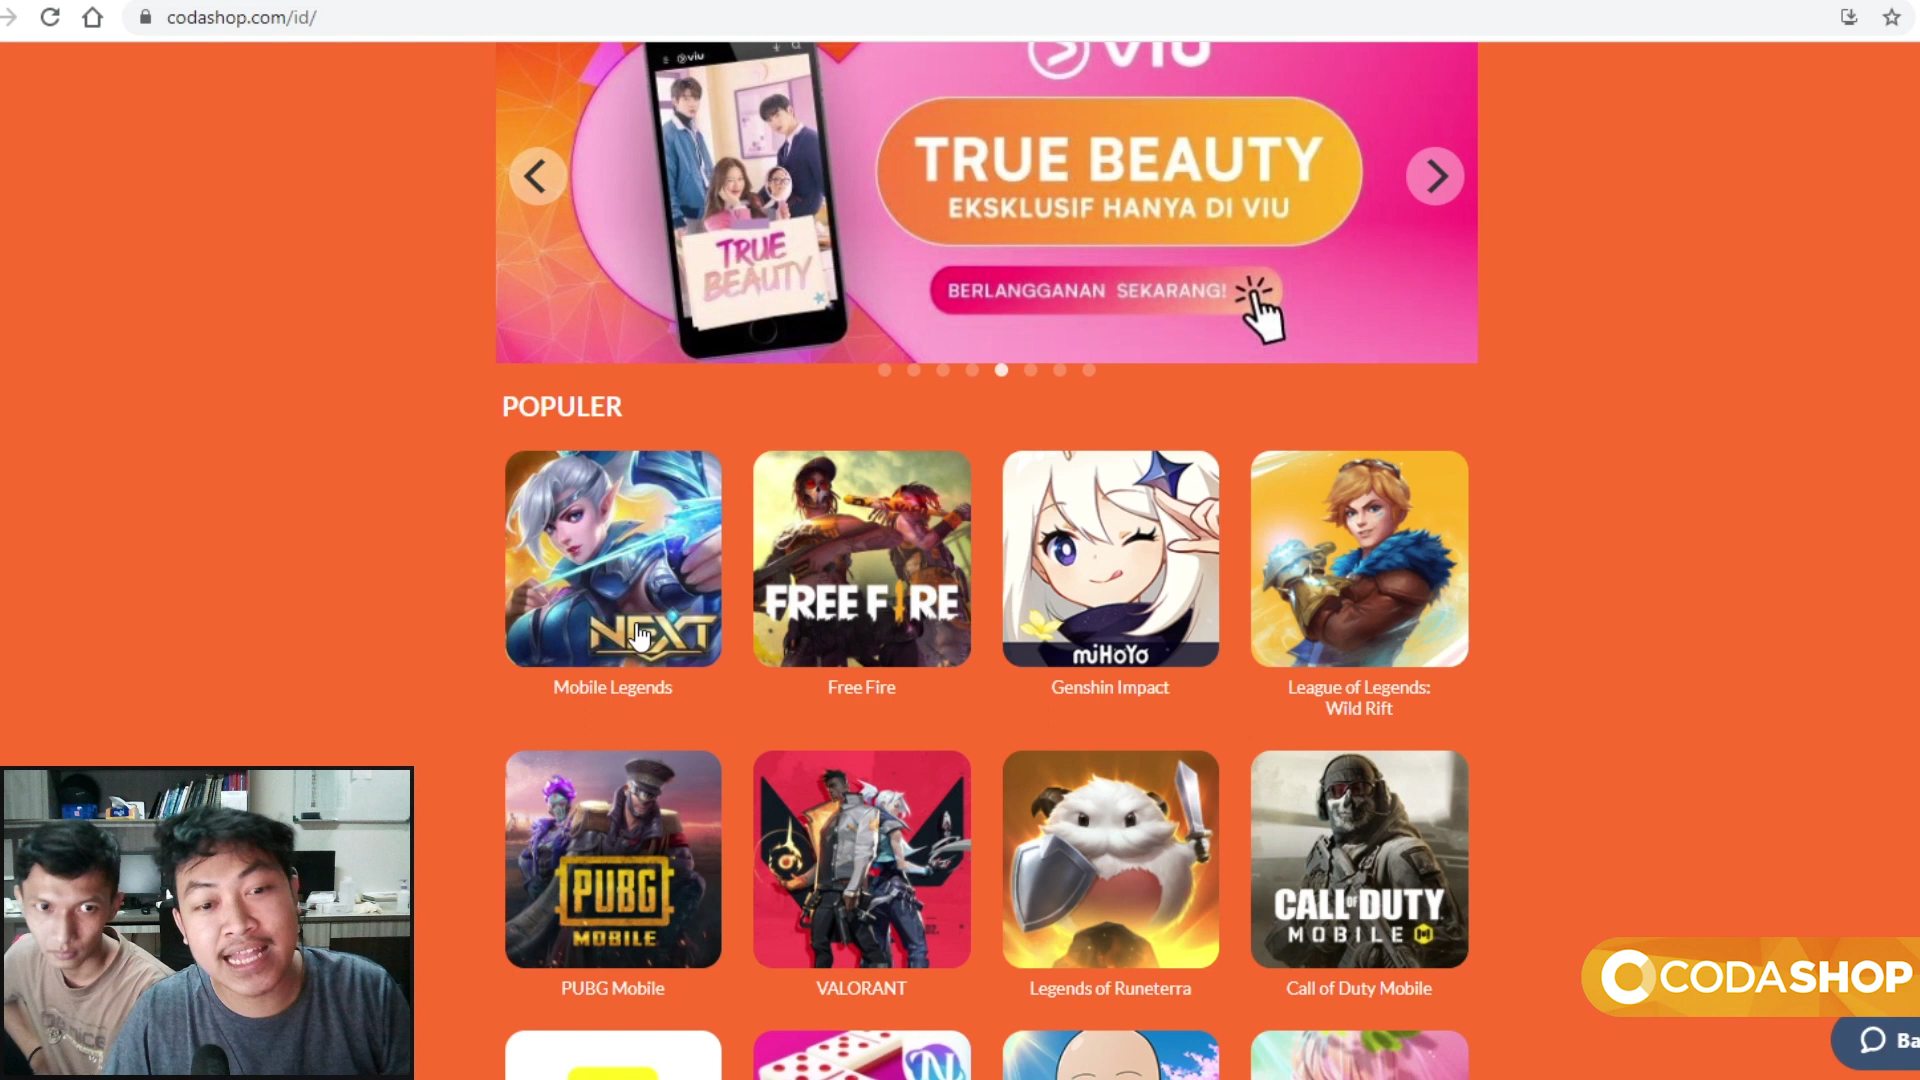 codashop.com/id/
viu
viu
TRUE BEAUTY
EKSKLUSIF HANYA DI VIU
BERLANGGANAN SEKARANG!
TRUE
BEAUTY
POPULER
NEXT
FREE FIRE
miHoYo
Mobile Legends
Free Fire
Genshin Impact
League of Legends:
Wild Rift
PUBG
MOBILE
CALL OF DUTY
MOBILE
PUBG Mobile
VALORANT
Legends of Runeterra
Call of Duty Mobile
CODASHOP
Ba